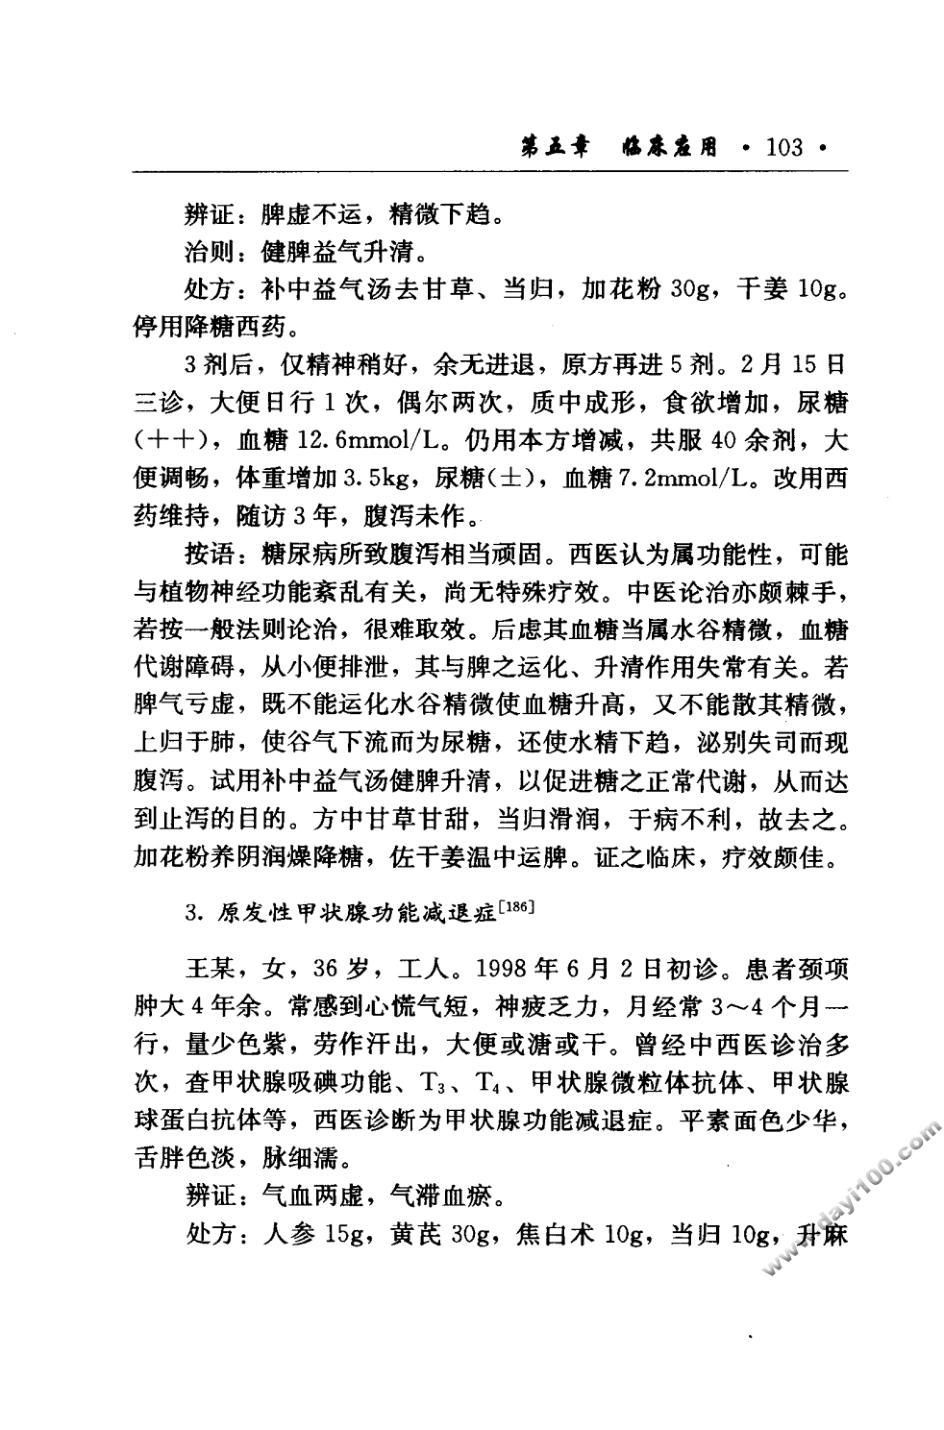 第五章 临床应用 · 103 ·
辨证：脾虚不运，精微下趋。
治则：健脾益气升清。
处方：补中益气汤去甘草、当归，加花粉 30g，干姜 10g。
停用降糖西药。
3 剂后，仅精神稍好，余无进退，原方再进 5 剂。2 月 15 日
三诊，大便日行 1 次，偶尔两次，质中成形，食欲增加，尿糖
（＋＋），血糖 12.6mmol/L。仍用本方增减，共服 40 余剂，大
便调畅，体重增加 3.5kg，尿糖（±），血糖 7.2mmol/L。改用西
药维持，随访 3 年，腹泻未作。
按语：糖尿病所致腹泻相当顽固。西医认为属功能性，可能
与植物神经功能紊乱有关，尚无特殊疗效。中医论治亦颇棘手，
若按一般法则论治，很难取效。后虑其血糖当属水谷精微，血糖
代谢障碍，从小便排泄，其与脾之运化、升清作用失常有关。若
脾气亏虚，既不能运化水谷精微使血糖升高，又不能散其精微，
上归于肺，使谷气下流而为尿糖，还使水精下趋，泌别失司而现
腹泻。试用补中益气汤健脾升清，以促进糖之正常代谢，从而达
到止泻的目的。方中甘草甘甜，当归滑润，于病不利，故去之。
加花粉养阴润燥降糖，佐干姜温中运脾。证之临床，疗效颇佳。
3. 原发性甲状腺功能减退症[186]
王某，女，36 岁，工人。1998 年 6 月 2 日初诊。患者颈项
肿大 4 年余。常感到心慌气短，神疲乏力，月经常 3～4 个月一
行，量少色紫，劳作汗出，大便或溏或干。曾经中西医诊治多
次，查甲状腺吸碘功能、T₃、T₄、甲状腺微粒体抗体、甲状腺
球蛋白抗体等，西医诊断为甲状腺功能减退症。平素面色少华，
舌胖色淡，脉细濡。
辨证：气血两虚，气滞血瘀。
处方：人参 15g，黄芪 30g，焦白术 10g，当归 10g，升麻
www.dayi100.com